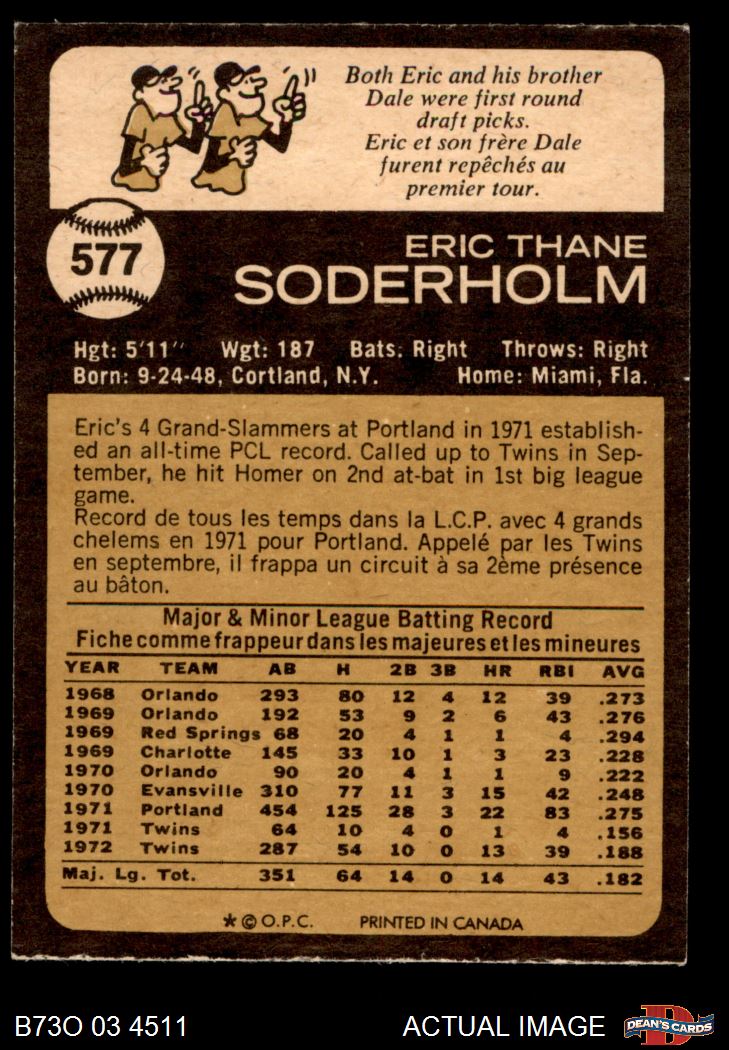 Both Eric and his brother
Dale were first round
draft picks.
Eric et son frère Dale
furent repêchés au
premier tour.
577
ERIC THANE
SODERHOLM
Hgt: 5'11" Wgt: 187 Bats: Right Throws: Right
Born: 9-24-48, Cortland, N.Y. Home: Miami, Fla.
Eric's 4 Grand-Slammers at Portland in 1971 establish-
ed an all-time PCL record. Called up to Twins in Sep-
tember, he hit Homer on 2nd at-bat in 1st big league
game.
Record de tous les temps dans la L.C.P. avec 4 grands
chelems en 1971 pour Portland. Appelé par les Twins
en septembre, il frappa un circuit à sa 2ème présence
au bâton.
Major & Minor League Batting Record
Fiche comme frappeur dans les majeures et les mineures
YEAR TEAM AB H 2B 3B HR RBI AVG
1968 Orlando 293 80 12 4 12 39 .273
1969 Orlando 192 53 9 2 6 43 .276
1969 Red Springs 68 20 4 1 1 4 .294
1969 Charlotte 145 33 10 1 3 23 .228
1970 Orlando 90 20 4 1 1 9 .222
1970 Evansville 310 77 11 3 15 42 .248
1971 Portland 454 125 28 3 22 83 .275
1971 Twins 64 10 4 0 1 4 .156
1972 Twins 287 54 10 0 13 39 .188
Maj. Lg. Tot. 351 64 14 0 14 43 .182
* © O.P.C. PRINTED IN CANADA
B73O 03 4511 ACTUAL IMAGE D DEAN'S CARDS